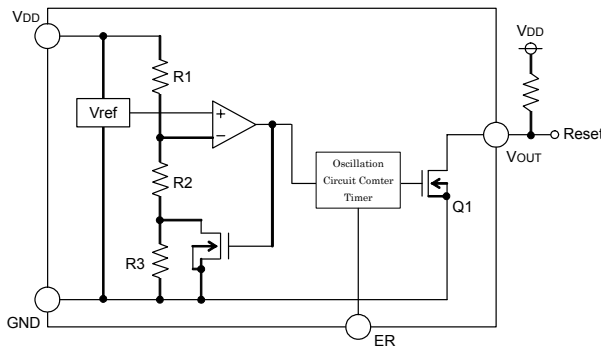 VDD
VDD
R1
Vref
+
−
Reset
VOUT
Oscillation
Circuit Comter
Timer
R2
Q1
R3
GND
ER